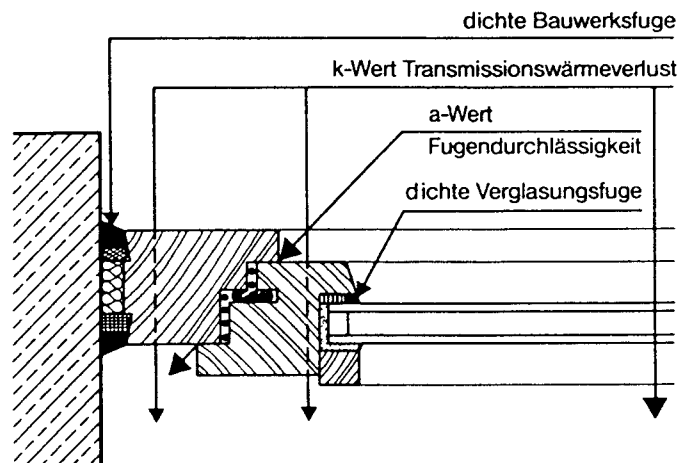 dichte Bauwerksfuge
k-Wert Transmissionswärmeverlust
a-Wert
Fugendurchlässigkeit
dichte Verglasungsfuge